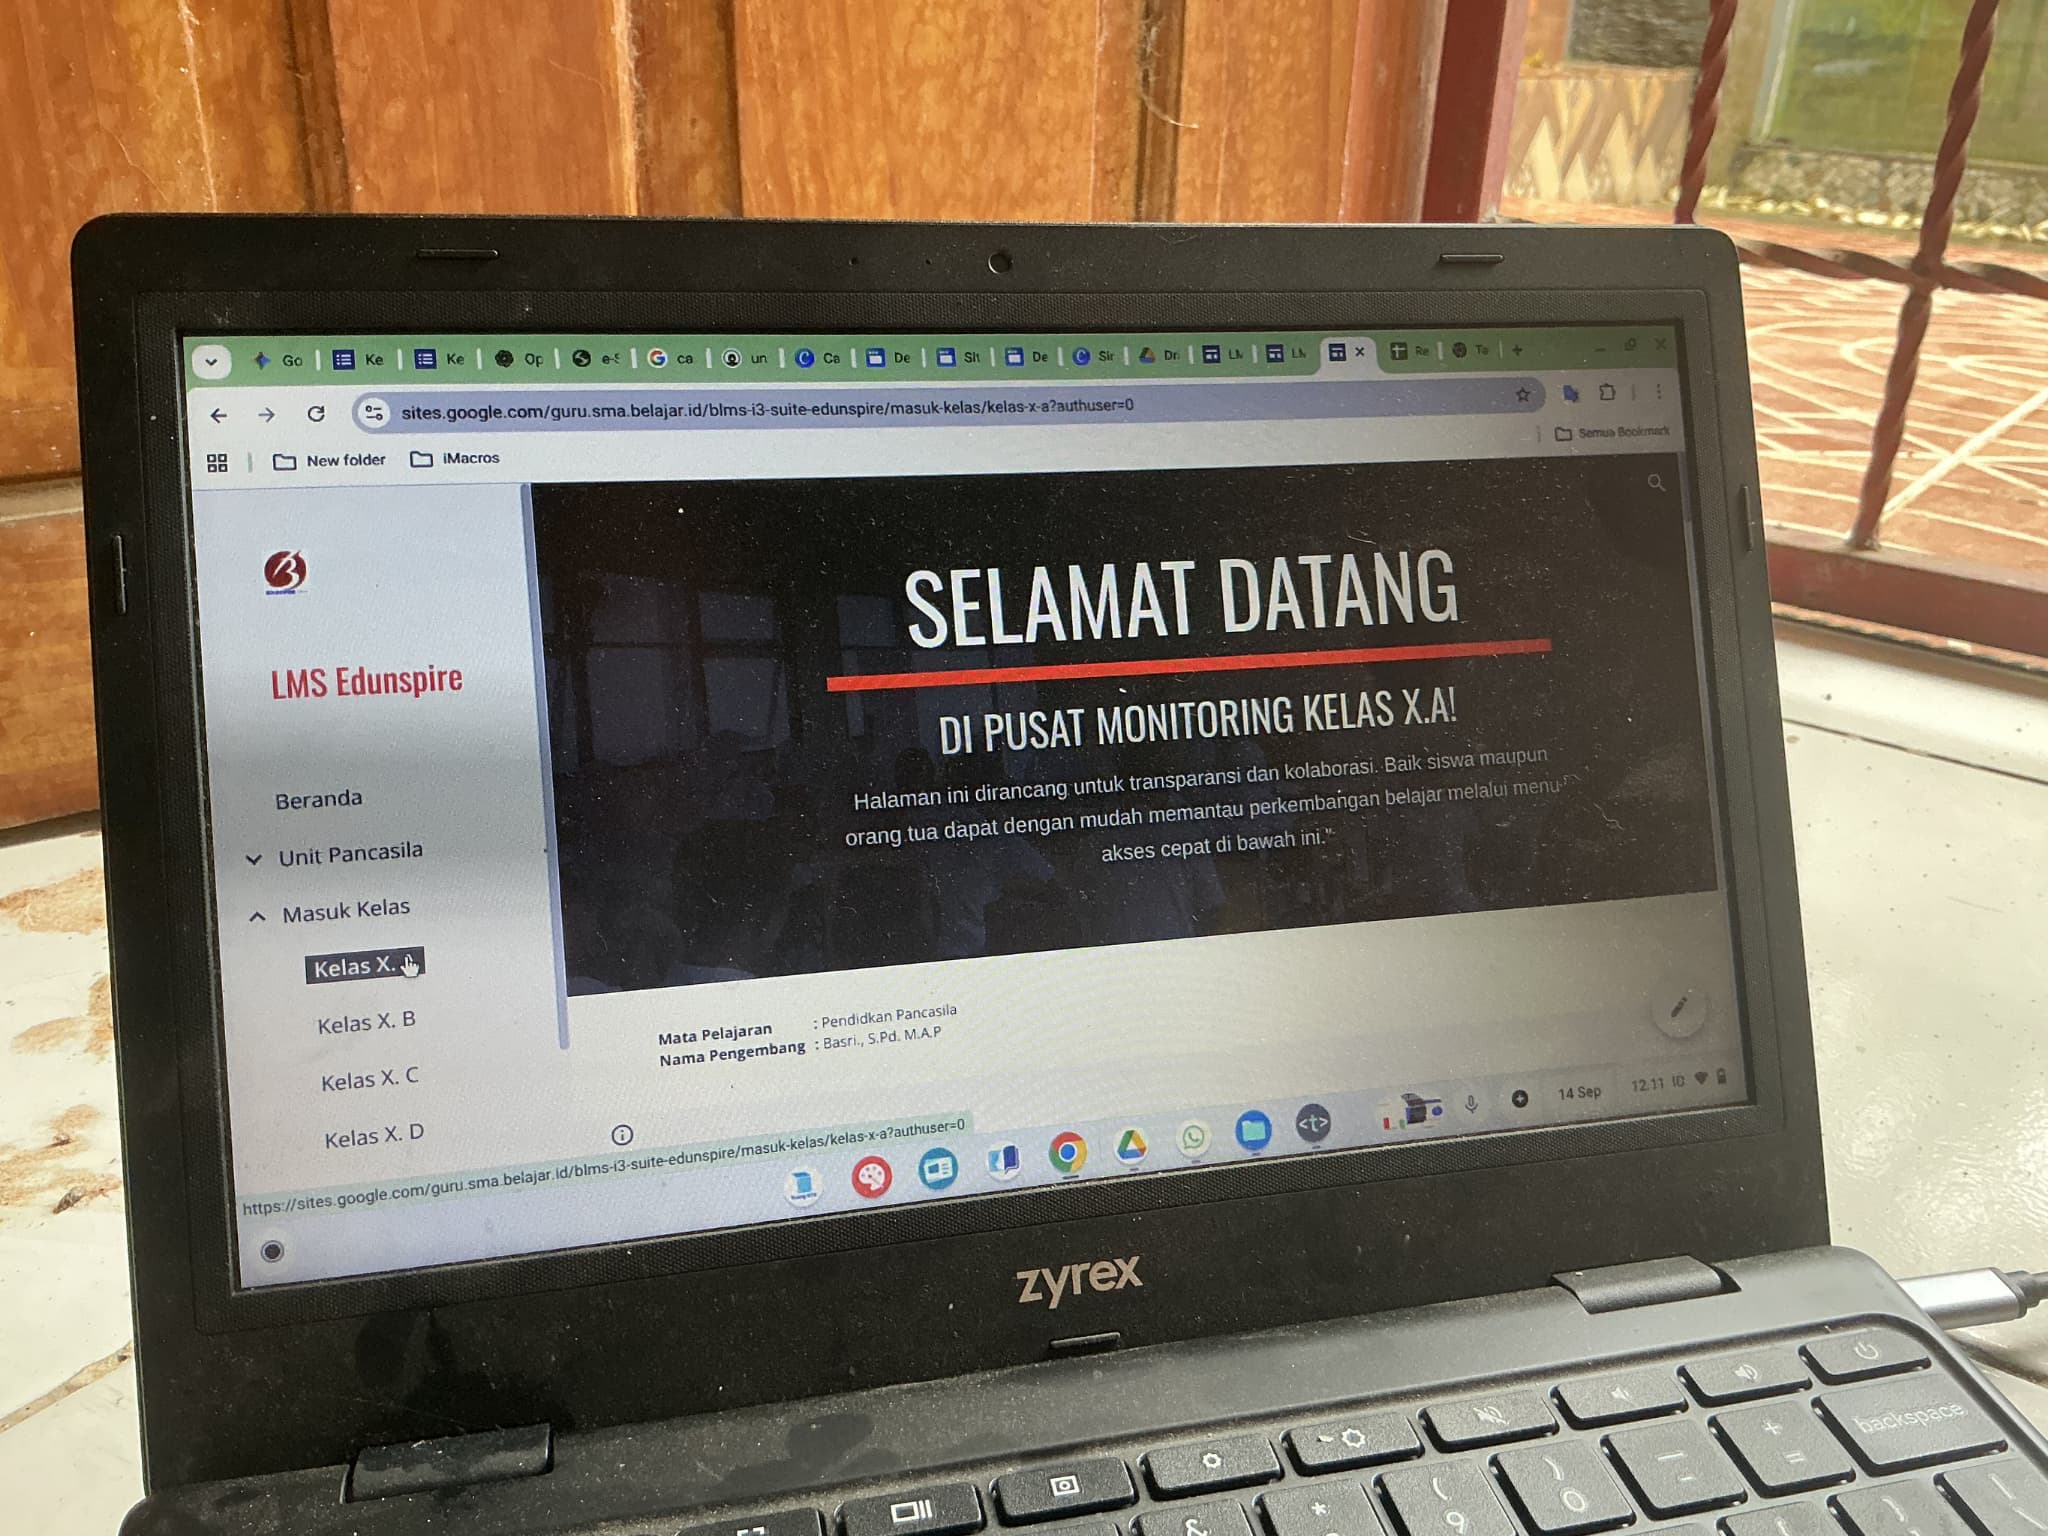 Go
Ke
Ke
Op
ca
un
Ca
De
Sit
De
Sir
LM
LM
Re
Ta
sites.google.com/guru.sma.belajar.id/blms-i3-suite-edunspire/masuk-kelas/kelas-x-a?authuser=0
New folder
iMacros
Semua Bookmark
LMS Edunspire
Beranda
Unit Pancasila
Masuk Kelas
Kelas X.
Kelas X. B
Kelas X. C
Kelas X. D
SELAMAT DATANG
DI PUSAT MONITORING KELAS X.A!
Halaman ini dirancang untuk transparansi dan kolaborasi. Baik siswa maupun
orang tua dapat dengan mudah memantau perkembangan belajar melalui menu
akses cepat di bawah ini."
Mata Pelajaran : Pendidkan Pancasila
Nama Pengembang : Basri., S.Pd. M.A.P
https://sites.google.com/guru.sma.belajar.id/blms-i3-suite-edunspire/masuk-kelas/kelas-x-a?authuser=0
14 Sep
12.11
zyrex
backspace
&
*
( 9
) 0
_ -
+ =